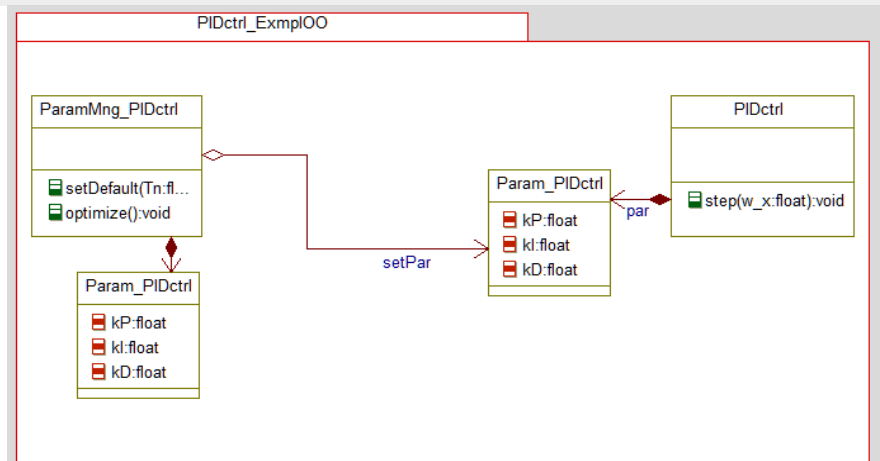 PIDctrl_ExmplOO
ParamMng_PIDctrl
setDefault(Tn:fl...
optimize():void
Param_PIDctrl
kP:float
kI:float
kD:float
setPar
Param_PIDctrl
kP:float
kI:float
kD:float
par
PIDctrl
step(w_x:float):void